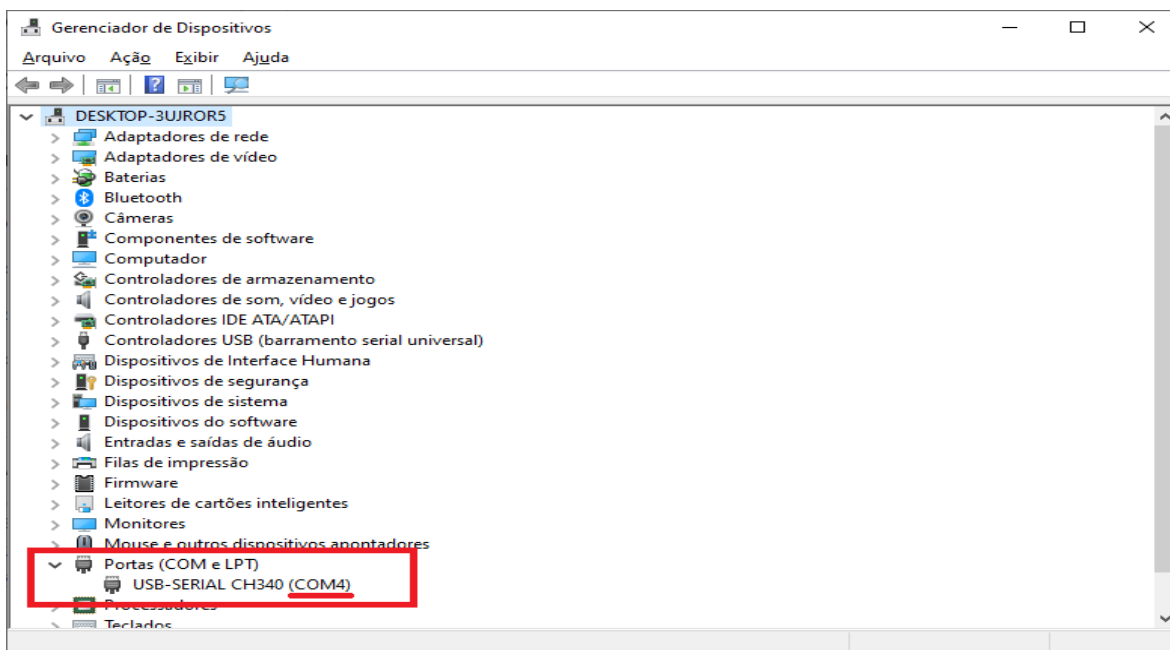 Gerenciador de Dispositivos
Arquivo Ação Exibir Ajuda
DESKTOP-3UJROR5
Adaptadores de rede
Adaptadores de vídeo
Baterias
Bluetooth
Câmeras
Componentes de software
Computador
Controladores de armazenamento
Controladores de som, vídeo e jogos
Controladores IDE ATA/ATAPI
Controladores USB (barramento serial universal)
Dispositivos de Interface Humana
Dispositivos de segurança
Dispositivos de sistema
Dispositivos do software
Entradas e saídas de áudio
Filas de impressão
Firmware
Leitores de cartões inteligentes
Monitores
Mouse e outros dispositivos apontadores
Portas (COM e LPT)
USB-SERIAL CH340 (COM4)
Processadores
Teclados